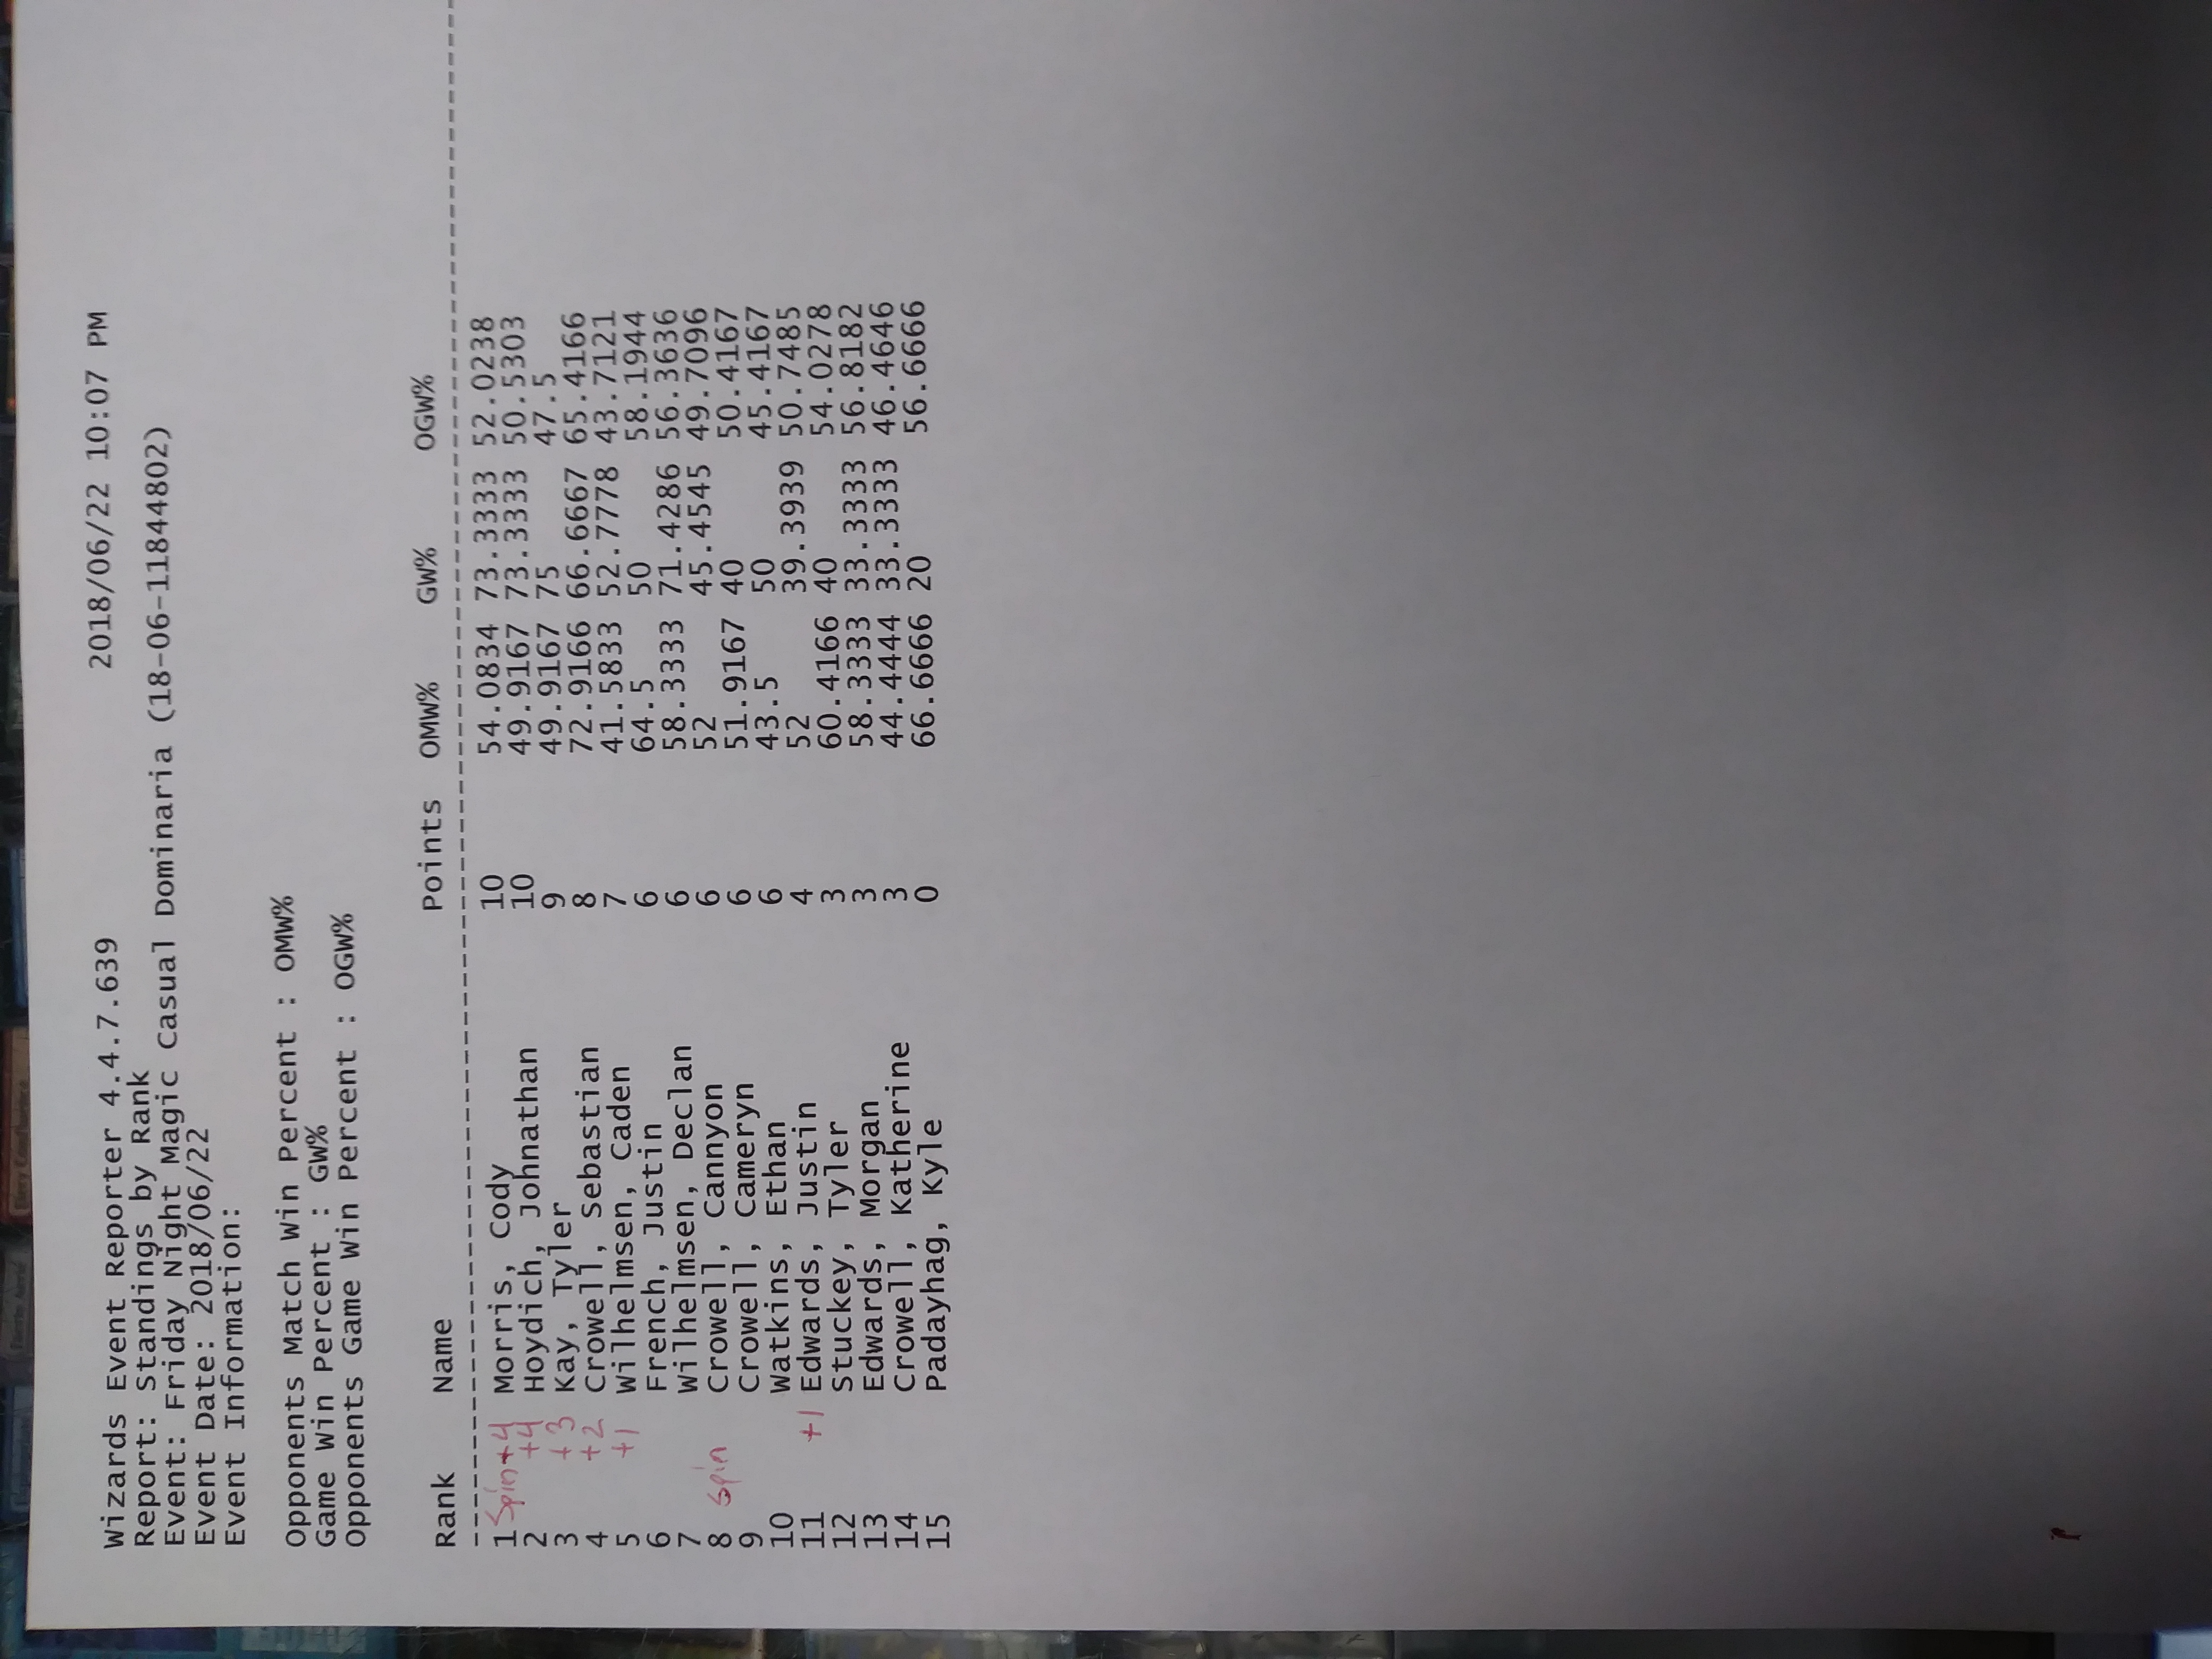 Fiery Confluence
Wizards Event Reporter 4.4.7.639 2018/06/22 10:07 PM
Report: Standings by Rank
Event: Friday Night Magic Casual Dominaria (18-06-11844802)
Event Date: 2018/06/22
Event Information:
Opponents Match Win Percent : OMW%
Game Win Percent : GW%
Opponents Game Win Percent : OGW%
Rank Name Points OMW% GW% OGW%
1 Spin +4 Morris, Cody 10 54.0834 73.3333 52.0238
2 +4 Hoydich, Johnathan 10 49.9167 73.3333 50.5303
3 +3 Kay, Tyler 9 49.9167 75 47.5
4 +2 Crowell, Sebastian 8 72.9166 66.6667 65.4166
5 +1 Wilhelmsen, Caden 7 41.5833 52.7778 43.7121
6 French, Justin 6 64.5 50 58.1944
7 Wilhelmsen, Declan 6 58.3333 71.4286 56.3636
8 Spin Crowell, Cannyon 6 52 45.4545 49.7096
9 Crowell, Cameryn 6 51.9167 40 50.4167
10 Watkins, Ethan 6 43.5 50 45.4167
11 +1 Edwards, Justin 4 52 39.3939 50.7485
12 Stuckey, Tyler 3 60.4166 40 54.0278
13 Edwards, Morgan 3 58.3333 33.3333 56.8182
14 Crowell, Katherine 3 44.4444 33.3333 46.4646
15 Padayhag, Kyle 0 66.6666 20 56.6666